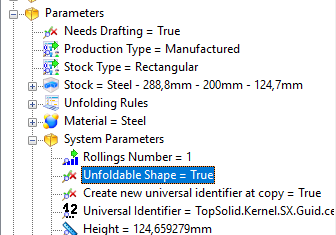 Parameters
Needs Drafting = True
Production Type = Manufactured
Stock Type = Rectangular
Stock = Steel - 288,8mm - 200mm - 124,7mm
Unfolding Rules
Material = Steel
System Parameters
Rollings Number = 1
Unfoldable Shape = True
Create new universal identifier at copy = True
12 Universal Identifier = TopSolid.Kernel.SX.Guid.ce
Height = 124,659279mm